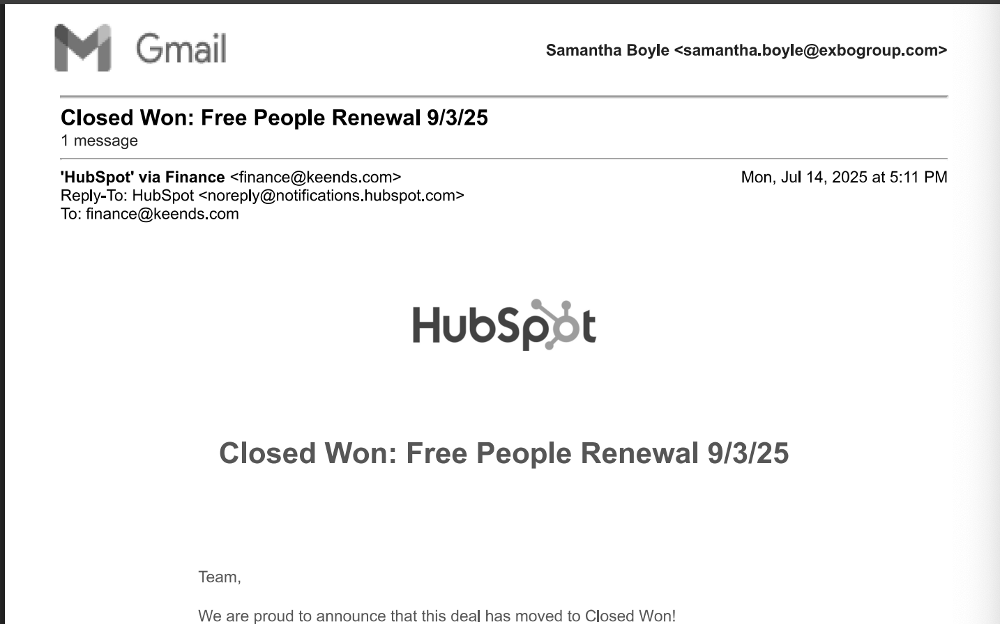 Gmail
Samantha Boyle <samantha.boyle@exbogroup.com>
Closed Won: Free People Renewal 9/3/25
1 message
'HubSpot' via Finance <finance@keends.com>
Mon, Jul 14, 2025 at 5:11 PM
Reply-To: HubSpot <noreply@notifications.hubspot.com>
To: finance@keends.com
HubSpot
Closed Won: Free People Renewal 9/3/25
Team,
We are proud to announce that this deal has moved to Closed Won!